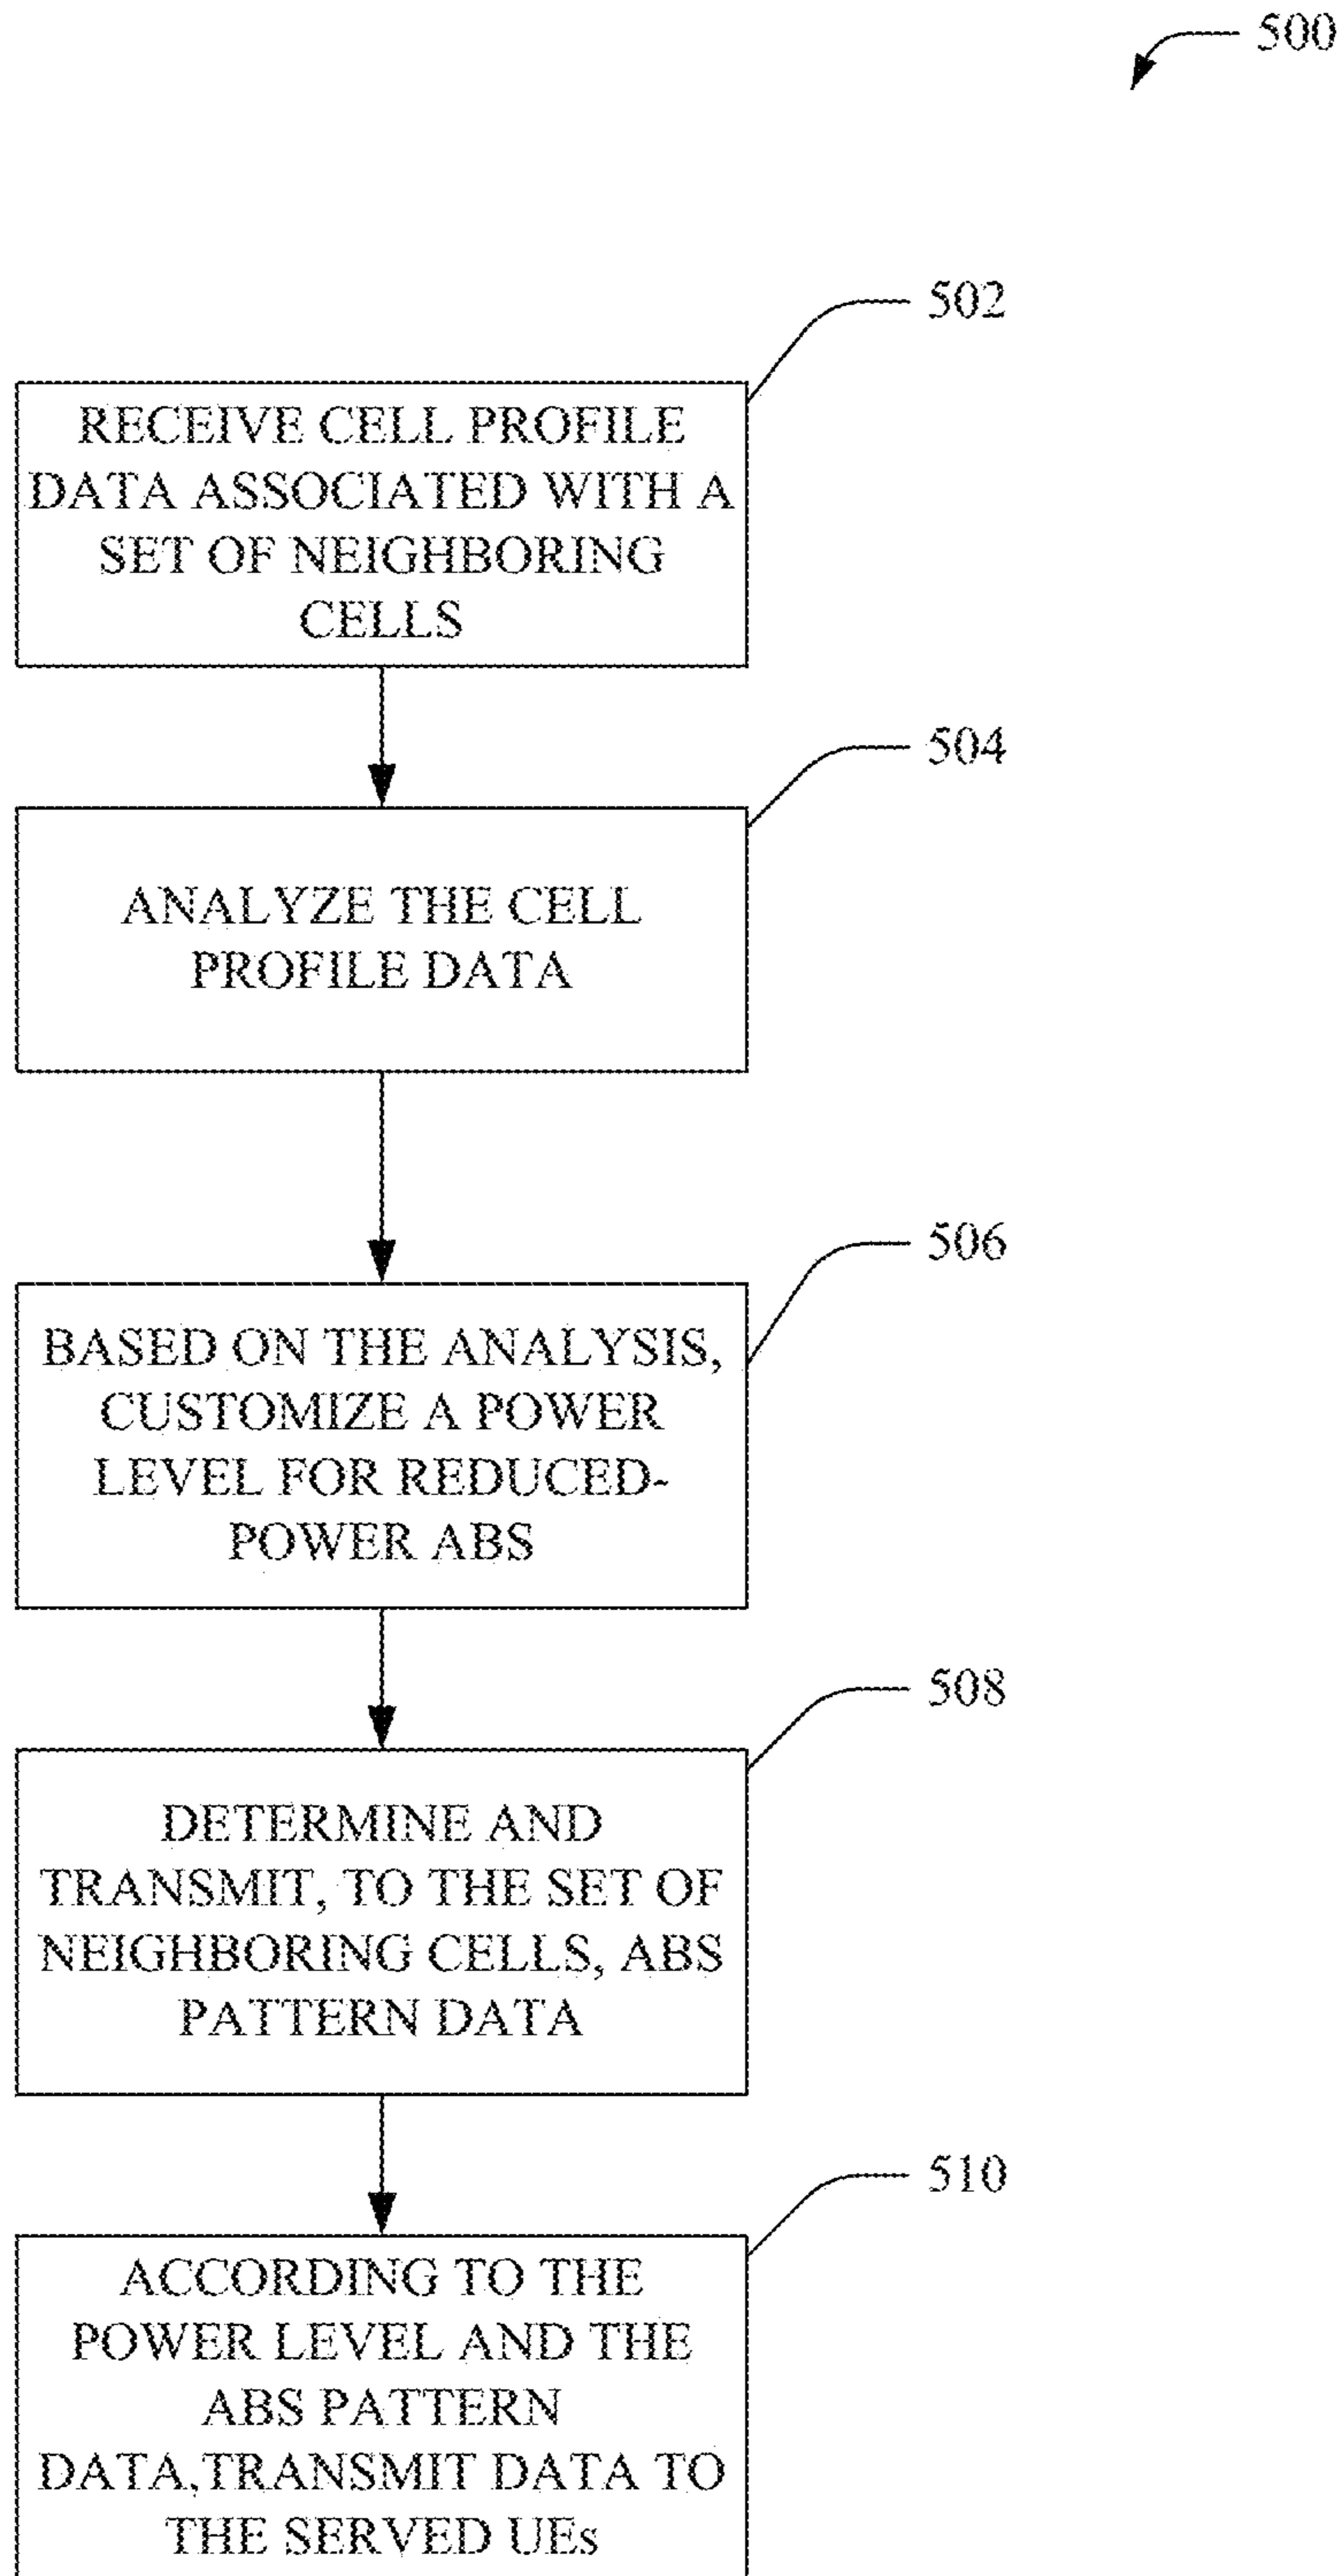 500
502
RECEIVE CELL PROFILE
DATA ASSOCIATED WITH A
SET OF NEIGHBORING
CELLS
504
ANALYZE THE CELL
PROFILE DATA
506
BASED ON THE ANALYSIS,
CUSTOMIZE A POWER
LEVEL FOR REDUCED-
POWER ABS
508
DETERMINE AND
TRANSMIT, TO THE SET OF
NEIGHBORING CELLS, ABS
PATTERN DATA
510
ACCORDING TO THE
POWER LEVEL AND THE
ABS PATTERN
DATA,TRANSMIT DATA TO
THE SERVED UEs